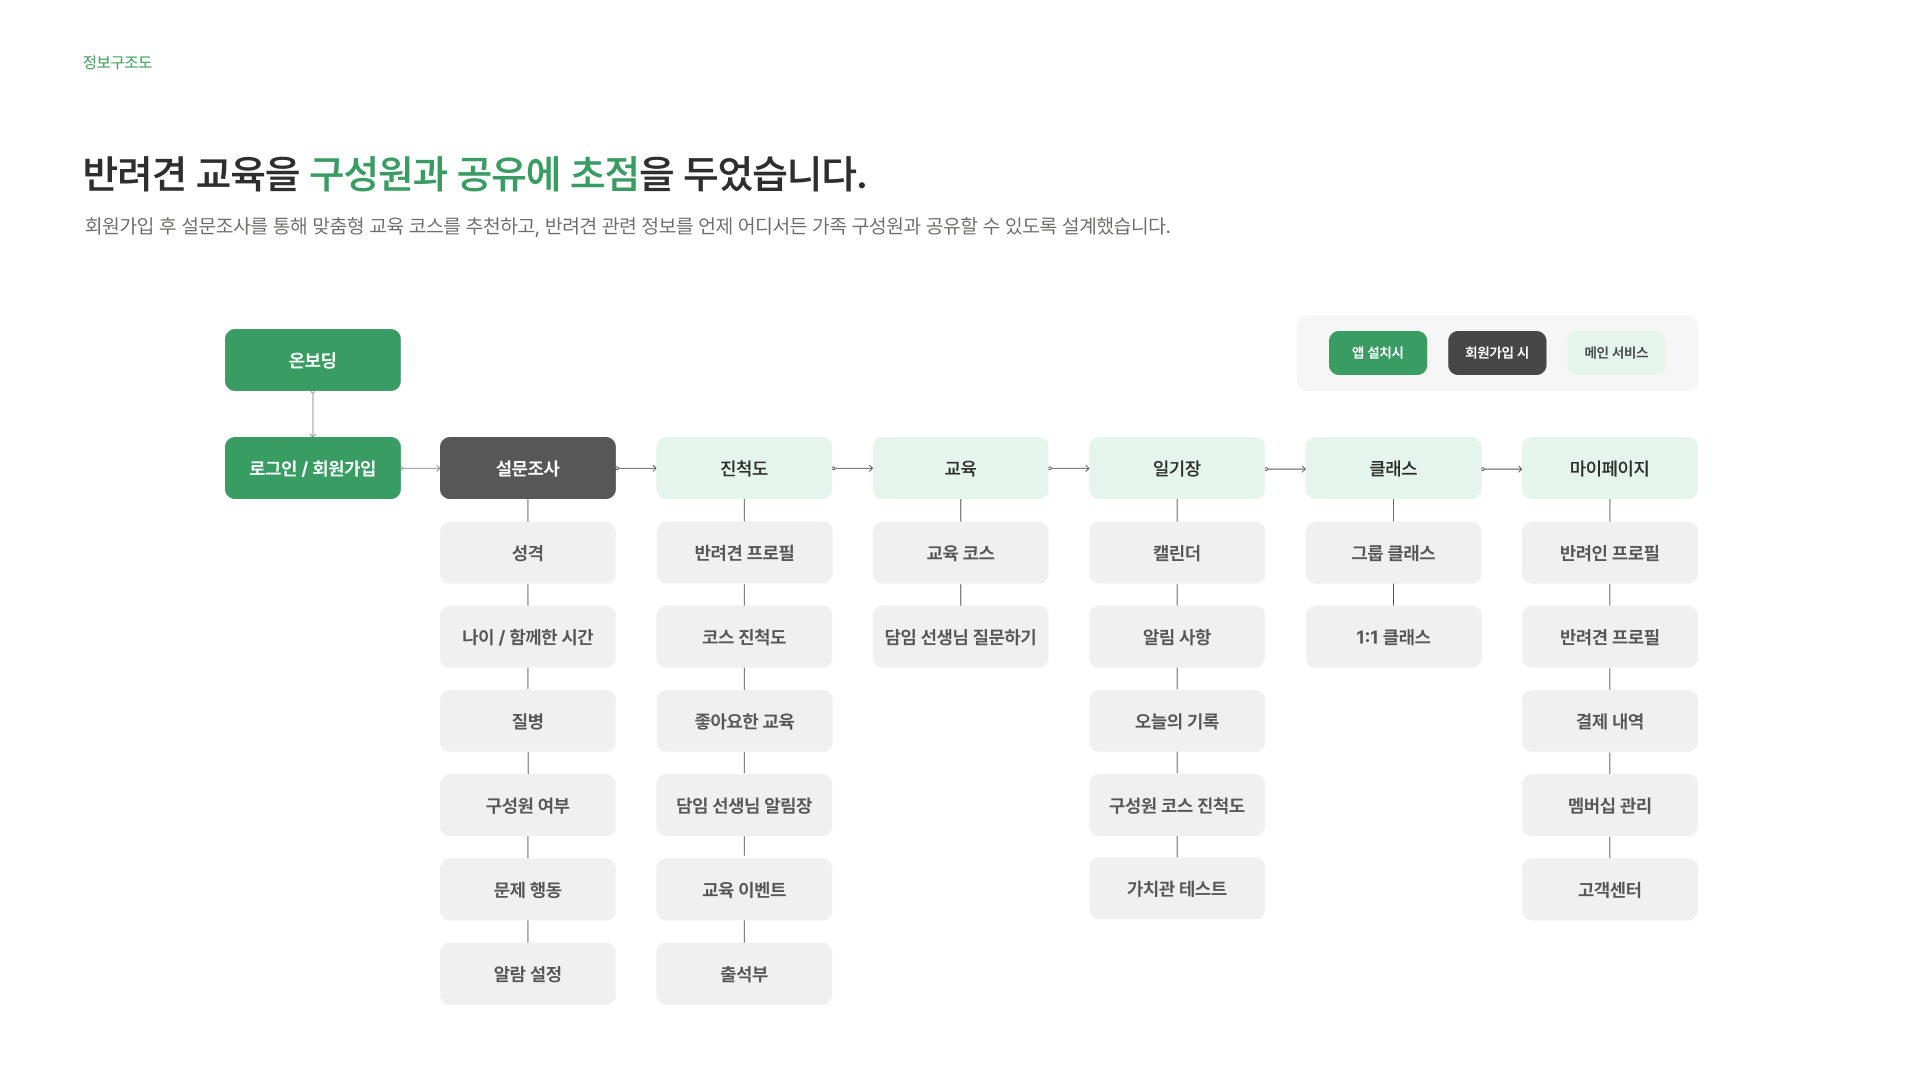 정보구조도
반려견 교육을 구성원과 공유에 초점을 두었습니다.
회원가입 후 설문조사를 통해 맞춤형 교육 코스를 추천하고, 반려견 관련 정보를 언제 어디서든 가족 구성원과 공유할 수 있도록 설계했습니다.
앱 설치시
회원가입 시
메인 서비스
온보딩
로그인 / 회원가입
설문조사
성격
나이 / 함께한 시간
질병
구성원 여부
문제 행동
알람 설정
진척도
반려견 프로필
코스 진척도
좋아요한 교육
담임 선생님 알림장
교육 이벤트
출석부
교육
교육 코스
담임 선생님 질문하기
일기장
캘린더
알림 사항
오늘의 기록
구성원 코스 진척도
가치관 테스트
클래스
그룹 클래스
1:1 클래스
마이페이지
반려인 프로필
반려견 프로필
결제 내역
멤버십 관리
고객센터